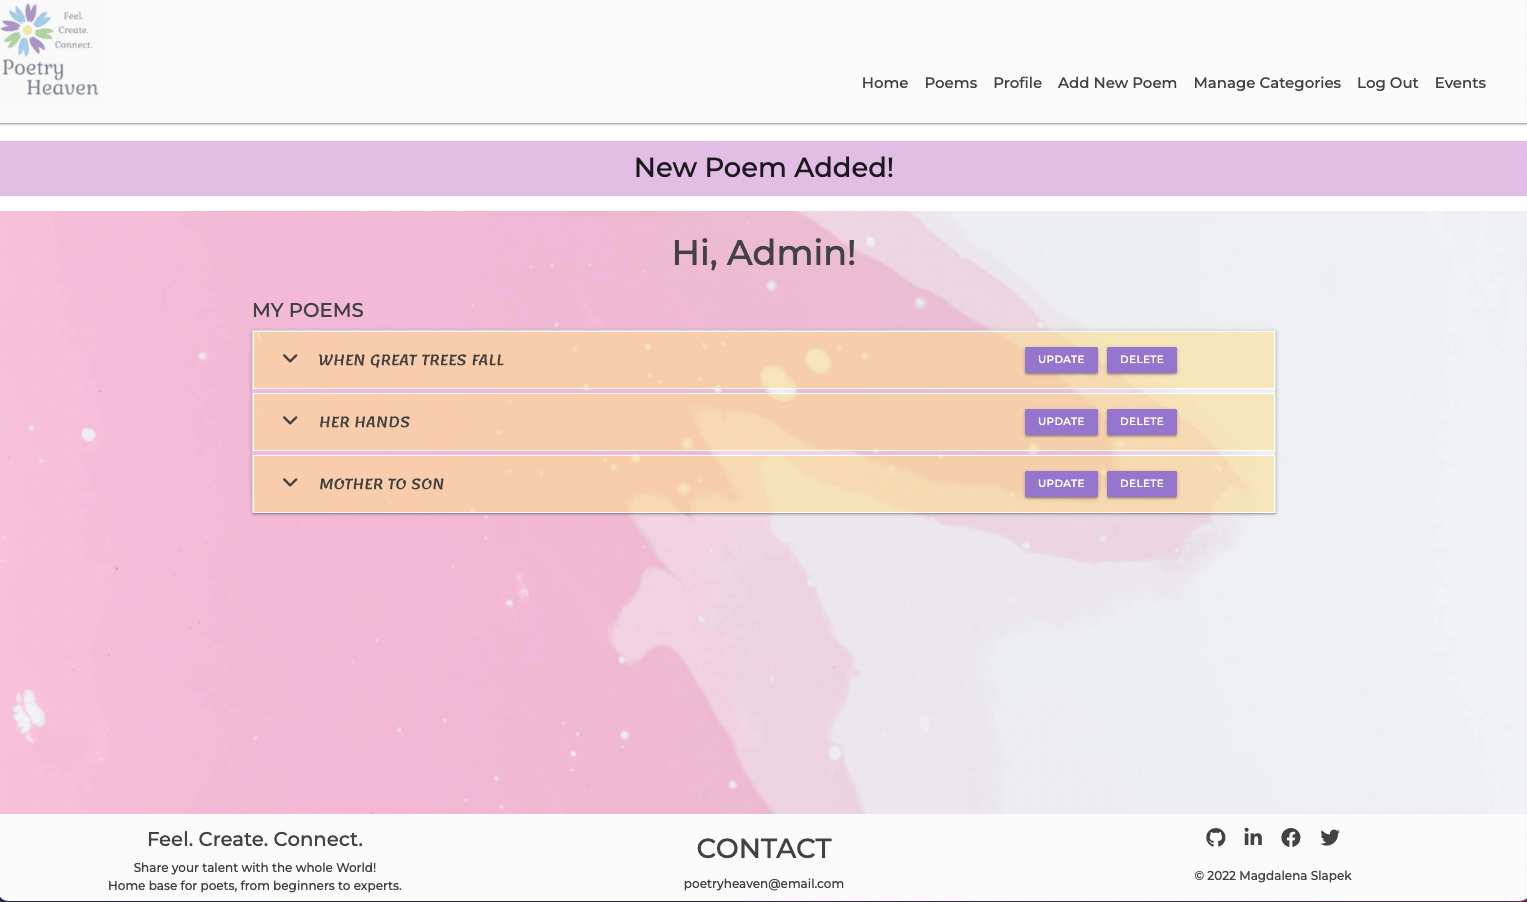 Feel.
Create.
Connect.
Poetry
Heaven
Home Poems Profile Add New Poem Manage Categories Log Out Events
New Poem Added!
Hi, Admin!
MY POEMS
WHEN GREAT TREES FALL UPDATE DELETE
HER HANDS UPDATE DELETE
MOTHER TO SON UPDATE DELETE
Feel. Create. Connect.
Share your talent with the whole World!
Home base for poets, from beginners to experts.
CONTACT
poetryheaven@email.com
© 2022 Magdalena Slapek